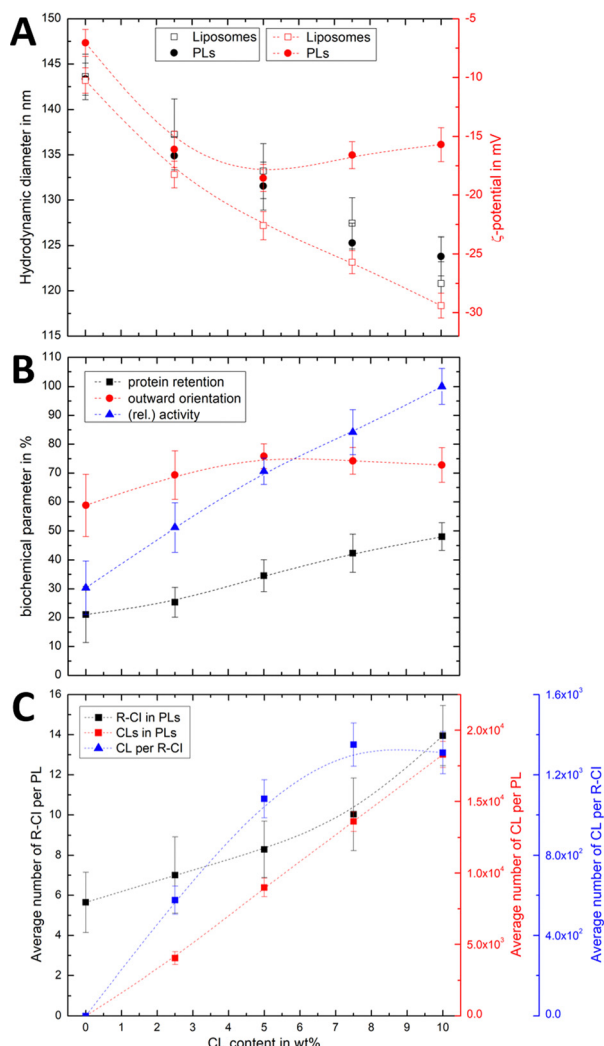 A
Liposomes
PLs
Liposomes
PLs
Hydrodynamic diameter in nm
150
145
140
135
130
125
120
115
-5
-10
-15
-20
-25
-30
ζ-potential in mV
B
protein retention
outward orientation
(rel.) activity
biochemical parameter in %
110
100
90
80
70
60
50
40
30
20
10
0
C
R-CI in PLs
CLs in PLs
CL per R-CI
Average number of R-CI per PL
16
14
12
10
8
6
4
2
0
2.0x10⁴
1.5x10⁴
1.0x10⁴
5.0x10³
0.0
Average number of CL per PL
1.6x10³
1.2x10³
8.0x10²
4.0x10²
0.0
Average number of CL per R-CI
0 1 2 3 4 5 6 7 8 9 10
CL content in wt%